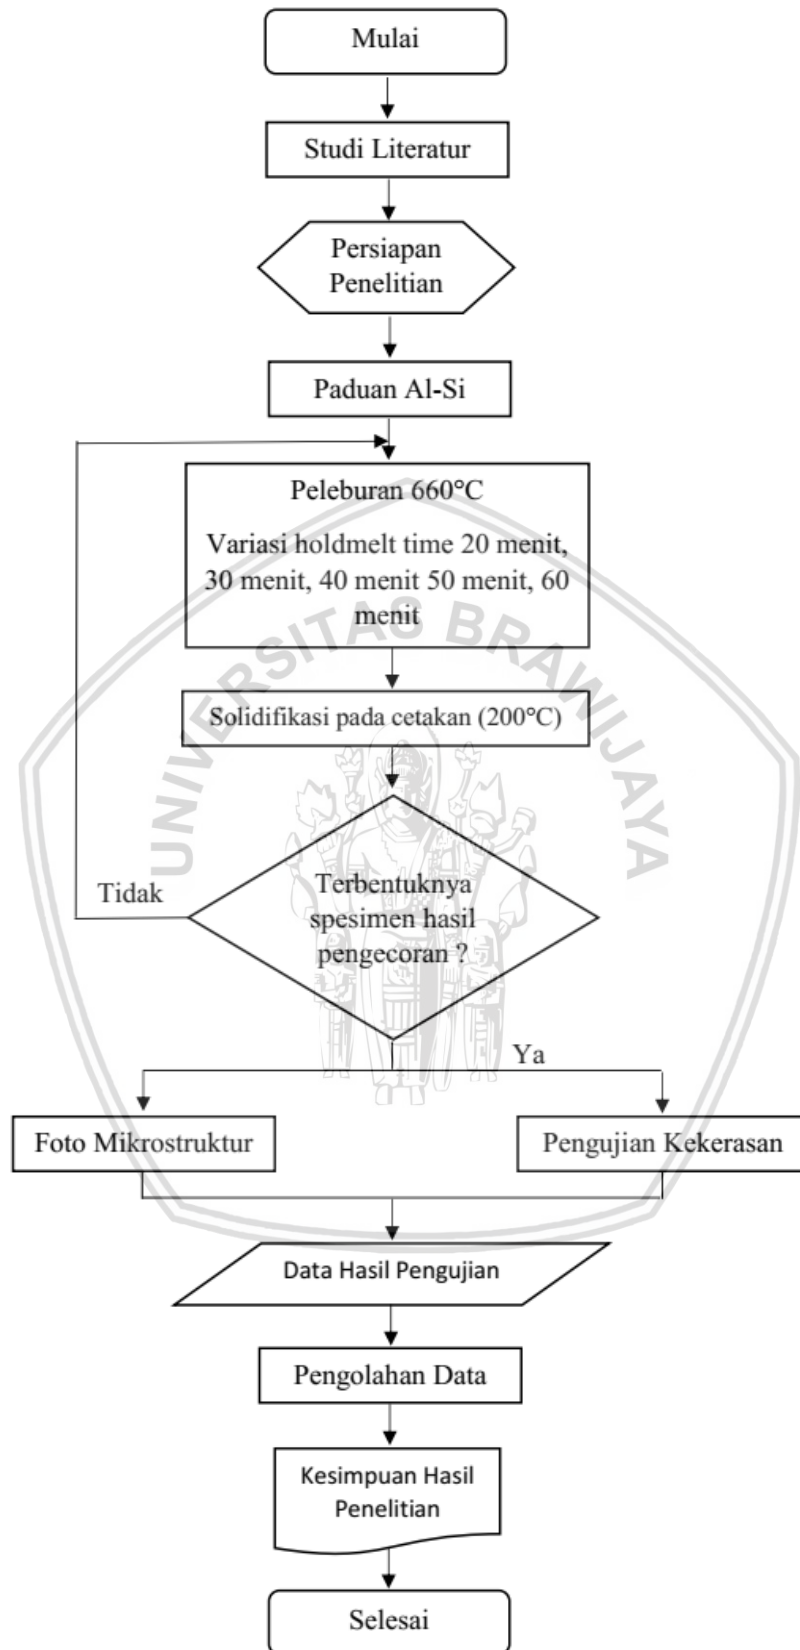 Mulai
Studi Literatur
Persiapan
Penelitian
Paduan Al-Si
Peleburan 660°C
Variasi holdmelt time 20 menit,
30 menit, 40 menit 50 menit, 60
menit
UNIVERSITAS BRAWIJAYA
Solidifikasi pada cetakan (200°C)
Terbentuknya
spesimen hasil
pengecoran ?
Tidak
Ya
Foto Mikrostruktur
Pengujian Kekerasan
Data Hasil Pengujian
Pengolahan Data
Kesimpuan Hasil
Penelitian
Selesai